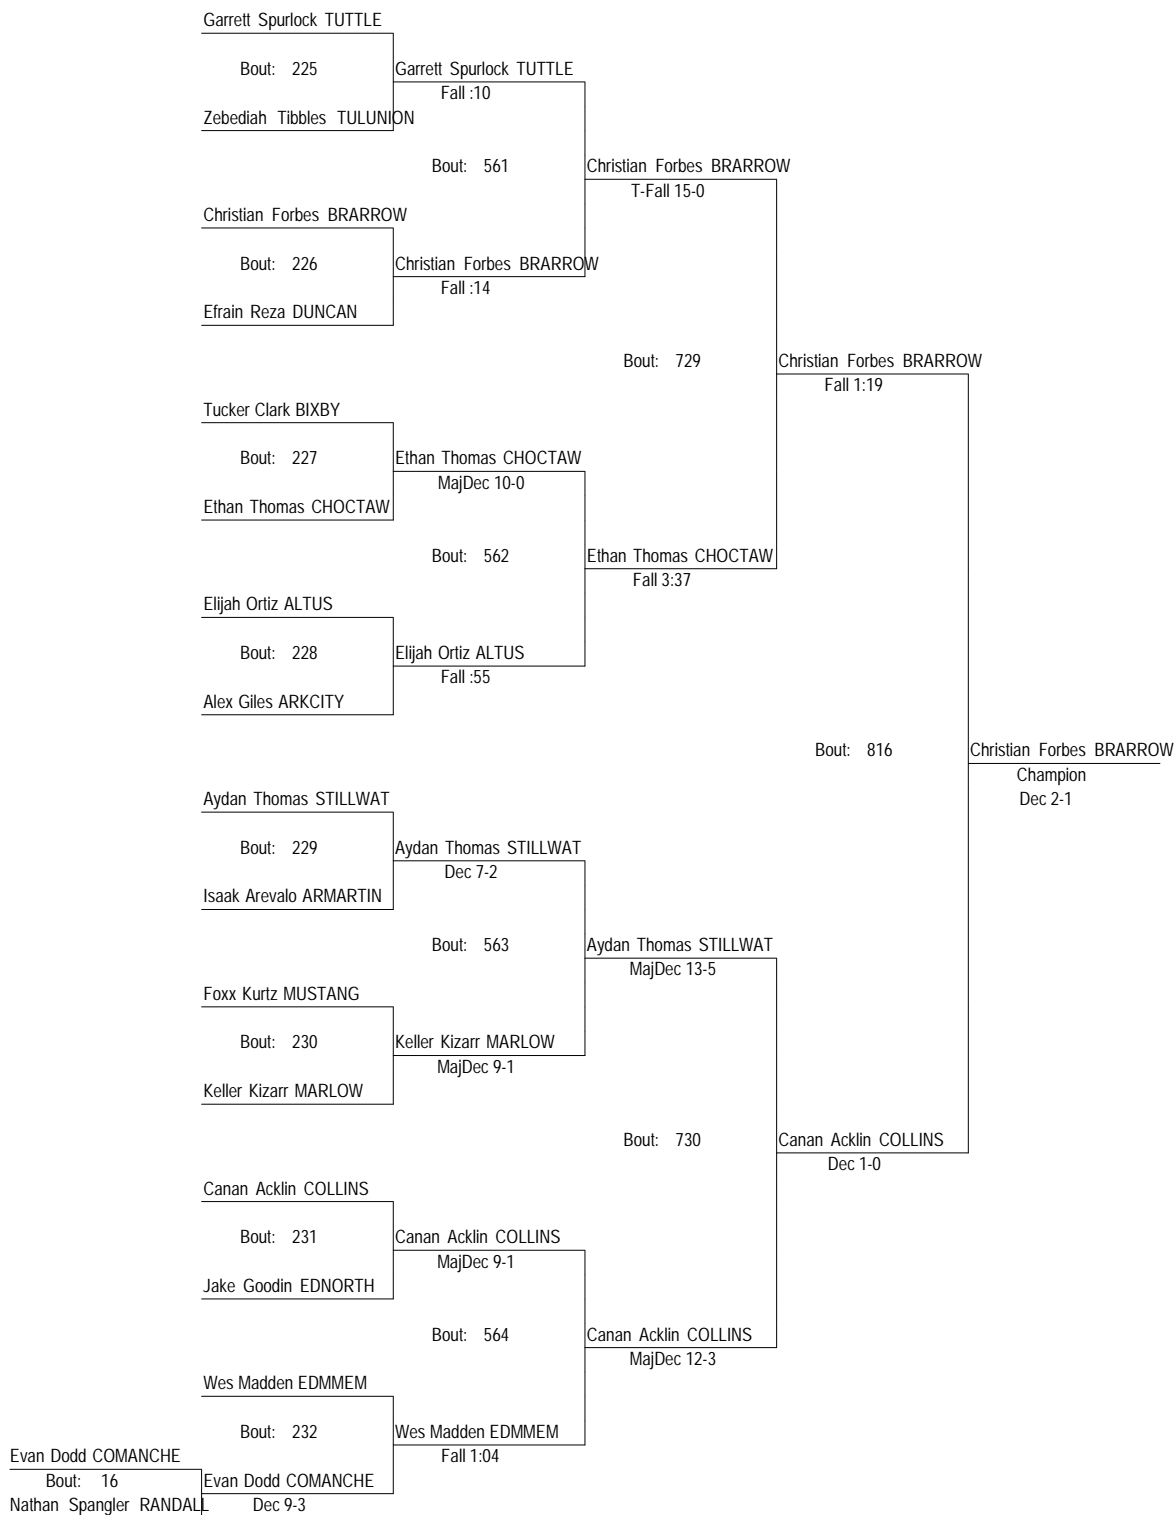 Garrett Spurlock TUTTLE
Bout: 225
Garrett Spurlock TUTTLE
Fall :10
Zebediah Tibbles TULUNION
Bout: 561
Christian Forbes BRARROW
T-Fall 15-0
Christian Forbes BRARROW
Bout: 226
Christian Forbes BRARROW
Fall :14
Efrain Reza DUNCAN
Bout: 729
Christian Forbes BRARROW
Fall 1:19
Tucker Clark BIXBY
Bout: 227
Ethan Thomas CHOCTAW
MajDec 10-0
Ethan Thomas CHOCTAW
Bout: 562
Ethan Thomas CHOCTAW
Fall 3:37
Elijah Ortiz ALTUS
Bout: 228
Elijah Ortiz ALTUS
Fall :55
Alex Giles ARKCITY
Bout: 816
Christian Forbes BRARROW
Champion
Dec 2-1
Aydan Thomas STILLWAT
Bout: 229
Aydan Thomas STILLWAT
Dec 7-2
Isaak Arevalo ARMARTIN
Bout: 563
Aydan Thomas STILLWAT
MajDec 13-5
Foxx Kurtz MUSTANG
Bout: 230
Keller Kizarr MARLOW
MajDec 9-1
Keller Kizarr MARLOW
Bout: 730
Canan Acklin COLLINS
Dec 1-0
Canan Acklin COLLINS
Bout: 231
Canan Acklin COLLINS
MajDec 9-1
Jake Goodin EDNORTH
Bout: 564
Canan Acklin COLLINS
MajDec 12-3
Wes Madden EDMMEM
Bout: 232
Wes Madden EDMMEM
Fall 1:04
Evan Dodd COMANCHE
Bout: 16
Evan Dodd COMANCHE
Nathan Spangler RANDALL
Dec 9-3